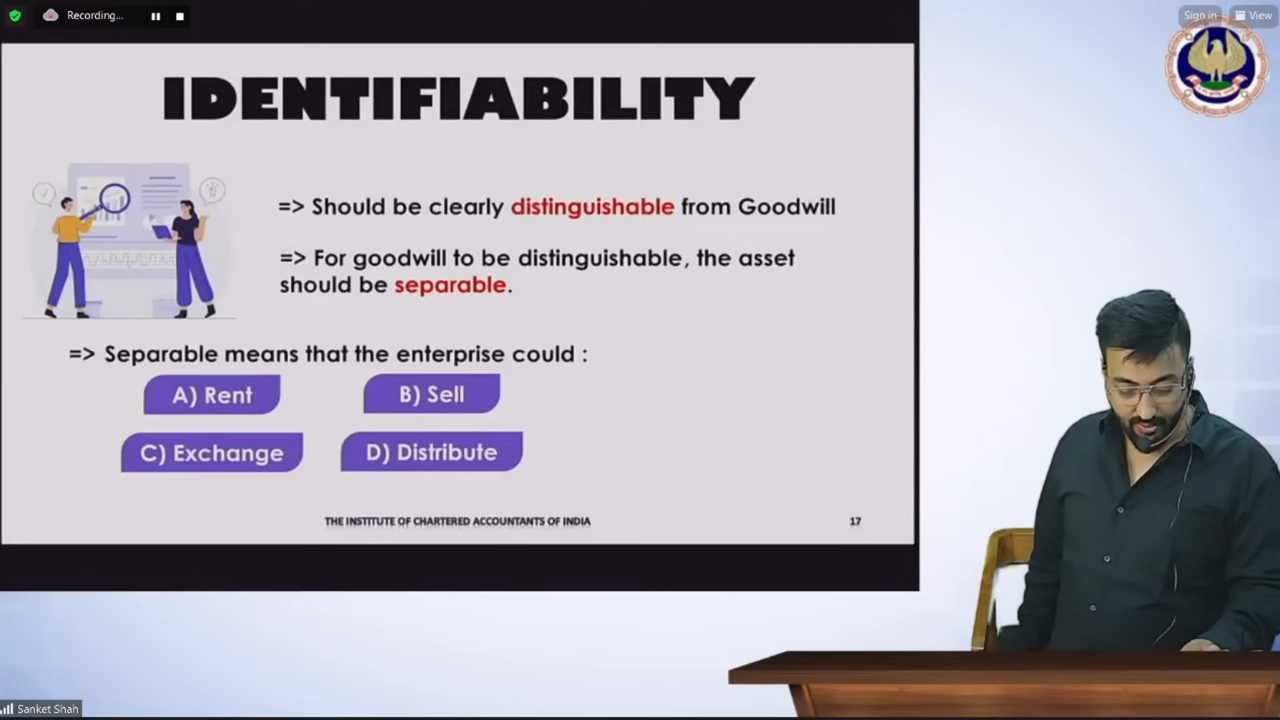 Recording...
Sign in
View
IDENTIFIABILITY
=> Should be clearly distinguishable from Goodwill
=> For goodwill to be distinguishable, the asset
should be separable.
=> Separable means that the enterprise could :
A) Rent
B) Sell
C) Exchange
D) Distribute
THE INSTITUTE OF CHARTERED ACCOUNTANTS OF INDIA
17
Sanket Shah